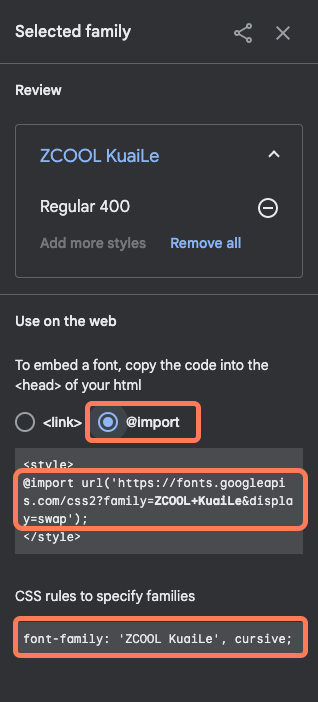 Selected family
Review
ZCOOL KuaiLe
Regular 400
Add more styles Remove all
Use on the web
To embed a font, copy the code into the
<head> of your html
<link> @import
<style>
@import url('https://fonts.googleapi
s.com/css2?family=ZCOOL+KuaiLe&displa
y=swap');
</style>
CSS rules to specify families
font-family: 'ZCOOL KuaiLe', cursive;